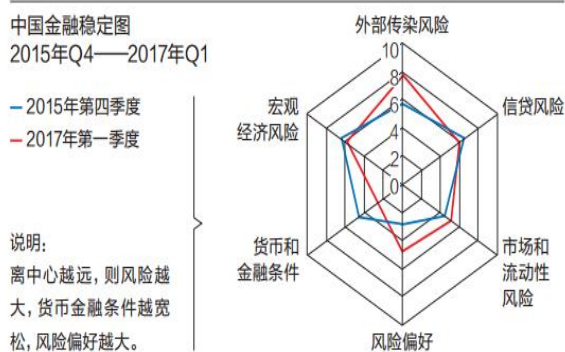 中国金融稳定图
2015年Q4——2017年Q1
2015年第四季度
2017年第一季度
说明：
离中心越远，则风险越
大，货币金融条件越宽
松，风险偏好越大。
外部传染风险
10
8
6
4
2
0
信贷风险
市场和
流动性
风险
风险偏好
货币和
金融条件
宏观
经济风险